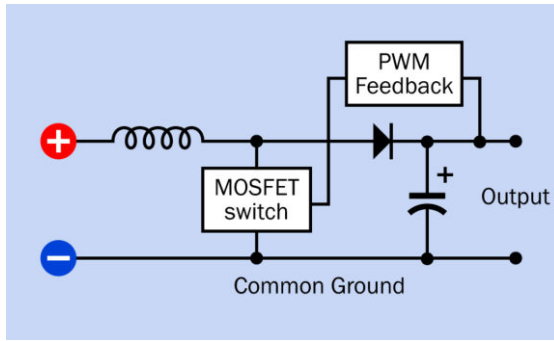 PWM
Feedback
+
MOSFET
switch
+
Output
−
Common Ground